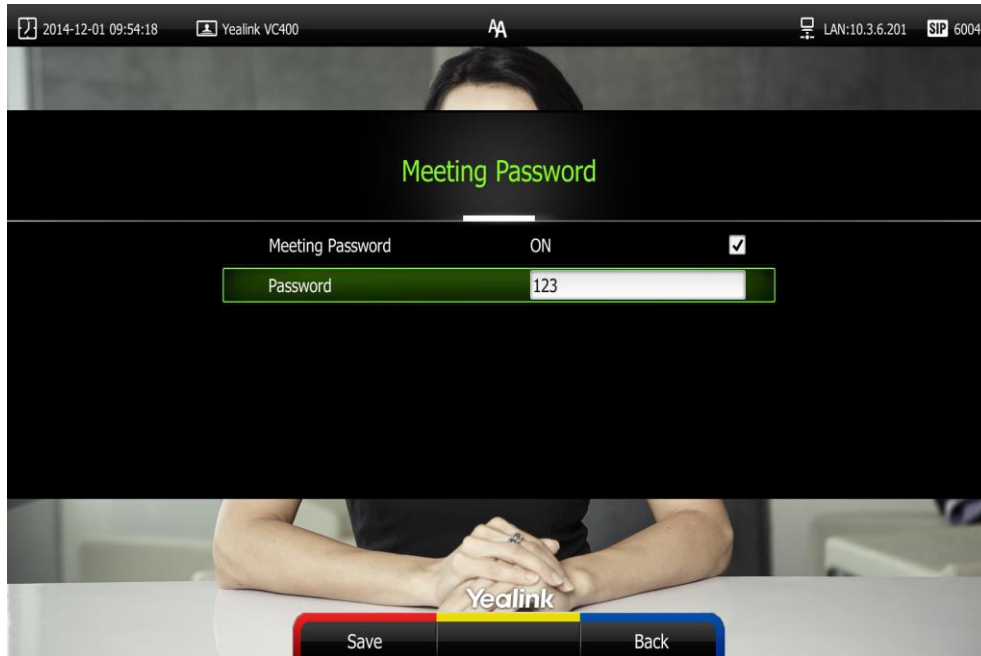 2014-12-01 09:54:18 Yealink VC400 AA LAN:10.3.6.201 SIP 6004
Meeting Password
Meeting Password ON
Password 123
Yealink
Save Back